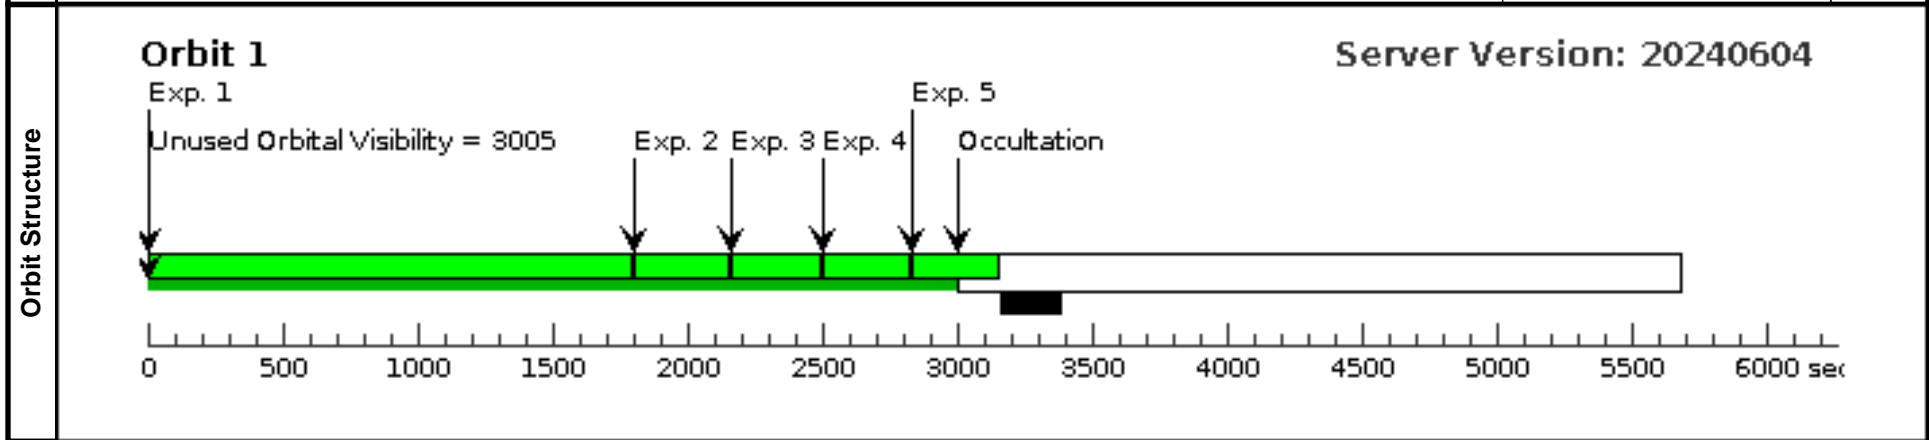 Orbit Structure
Orbit 1
Server Version: 20240604
Exp. 1
Exp. 5
Unused Orbital Visibility = 3005
Exp. 2
Exp. 3
Exp. 4
Occultation
0 500 1000 1500 2000 2500 3000 3500 4000 4500 5000 5500 6000 sec